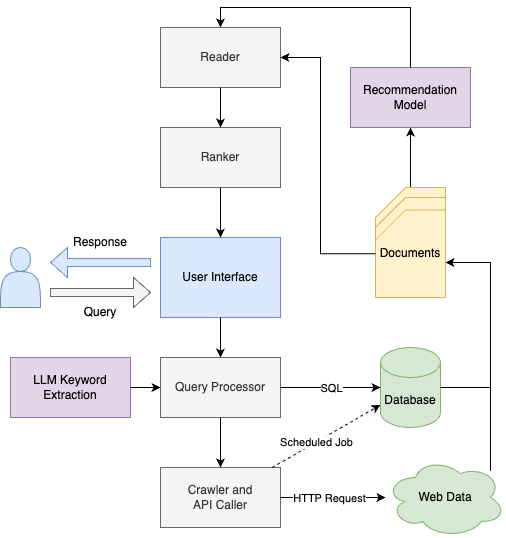 Reader
Recommendation
Model
Ranker
Response
Documents
User Interface
Query
LLM Keyword
Extraction
Query Processor
SQL
Database
Scheduled Job
Crawler and
API Caller
HTTP Request
Web Data